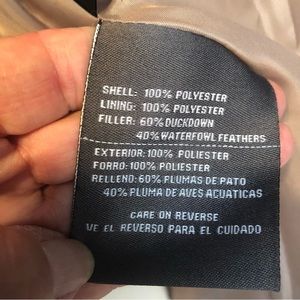 SHELL: 100% POLYESTER
LINING: 100% POLYESTER
FILLER: 60% DUCKDOWN
40% WATERFOWL FEATHERS
EXTERIOR: 100% POLIESTER
FORRO: 100% POLIESTER
RELLENO: 60% PLUMAS DE PATO
40% PLUMA DE AVES ACUATICAS
CARE ON REVERSE
VE EL REVERSO PARA EL CUIDADO